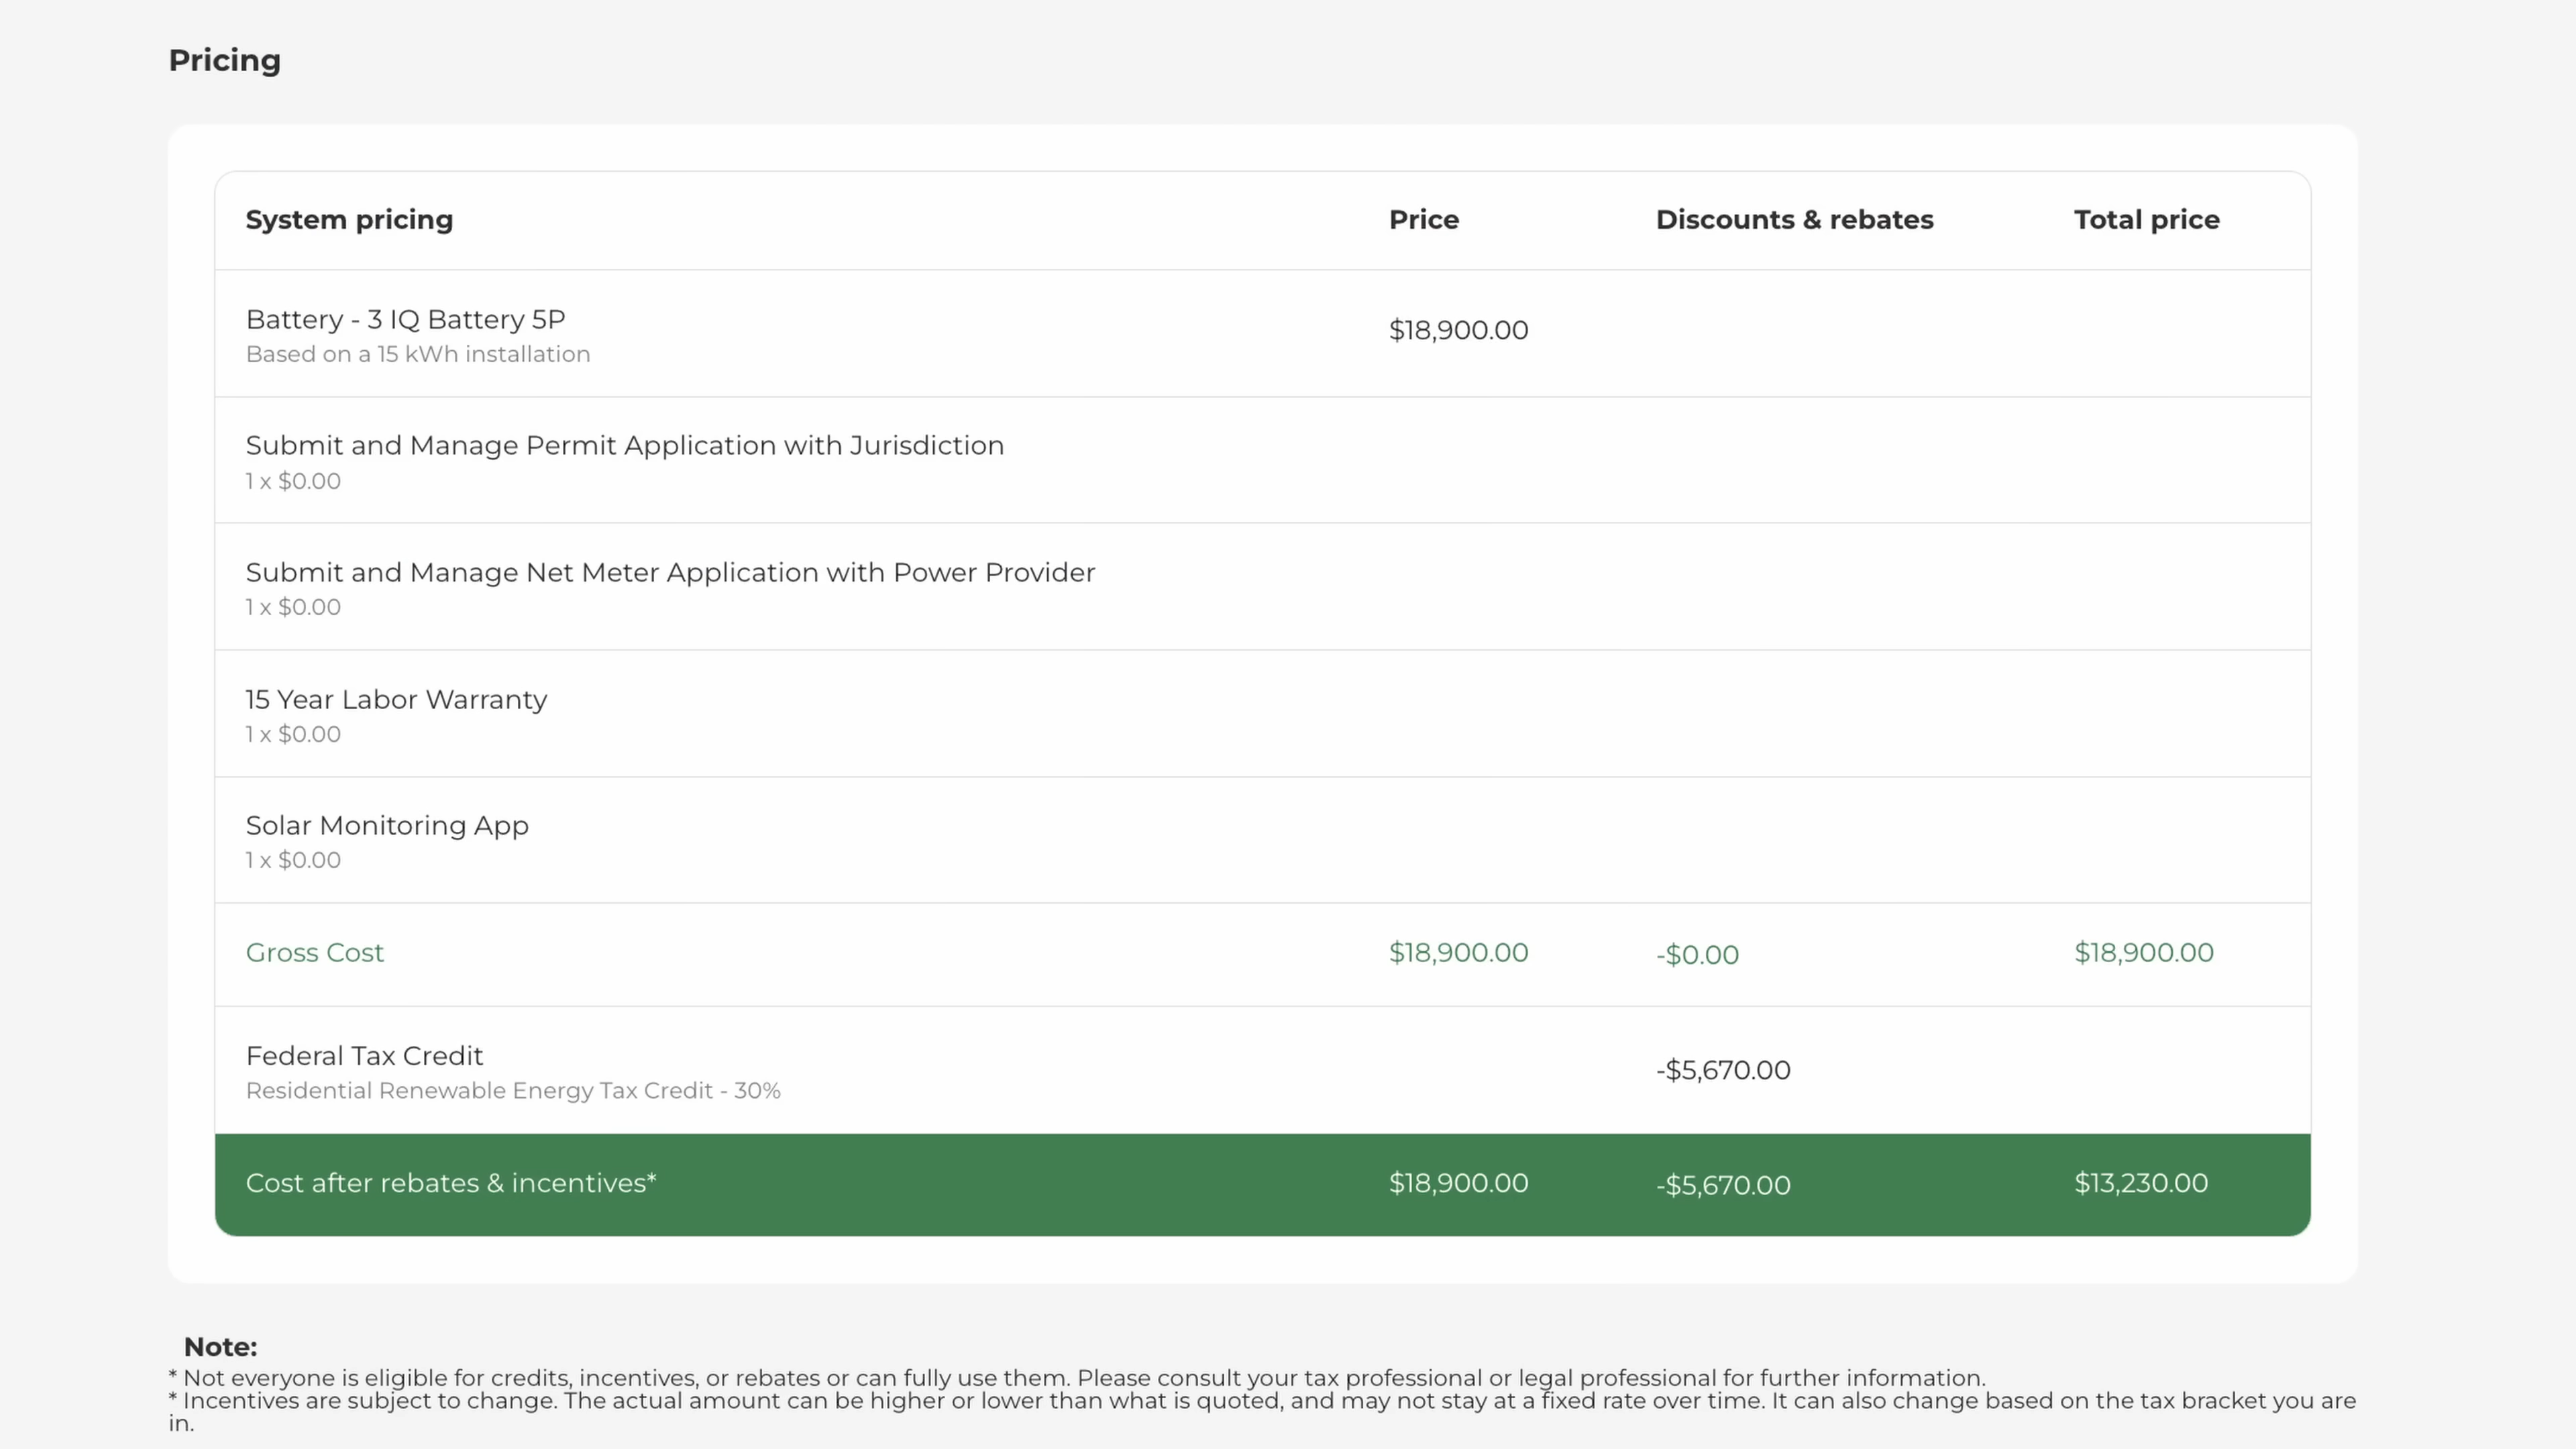 Pricing
System pricing Price Discounts & rebates Total price
Battery - 3 IQ Battery 5P
Based on a 15 kWh installation
$18,900.00
Submit and Manage Permit Application with Jurisdiction
1 x $0.00
Submit and Manage Net Meter Application with Power Provider
1 x $0.00
15 Year Labor Warranty
1 x $0.00
Solar Monitoring App
1 x $0.00
Gross Cost $18,900.00 -$0.00 $18,900.00
Federal Tax Credit
Residential Renewable Energy Tax Credit - 30%
-$5,670.00
Cost after rebates & incentives* $18,900.00 -$5,670.00 $13,230.00
Note:
* Not everyone is eligible for credits, incentives, or rebates or can fully use them. Please consult your tax professional or legal professional for further information.
* Incentives are subject to change. The actual amount can be higher or lower than what is quoted, and may not stay at a fixed rate over time. It can also change based on the tax bracket you are
in.